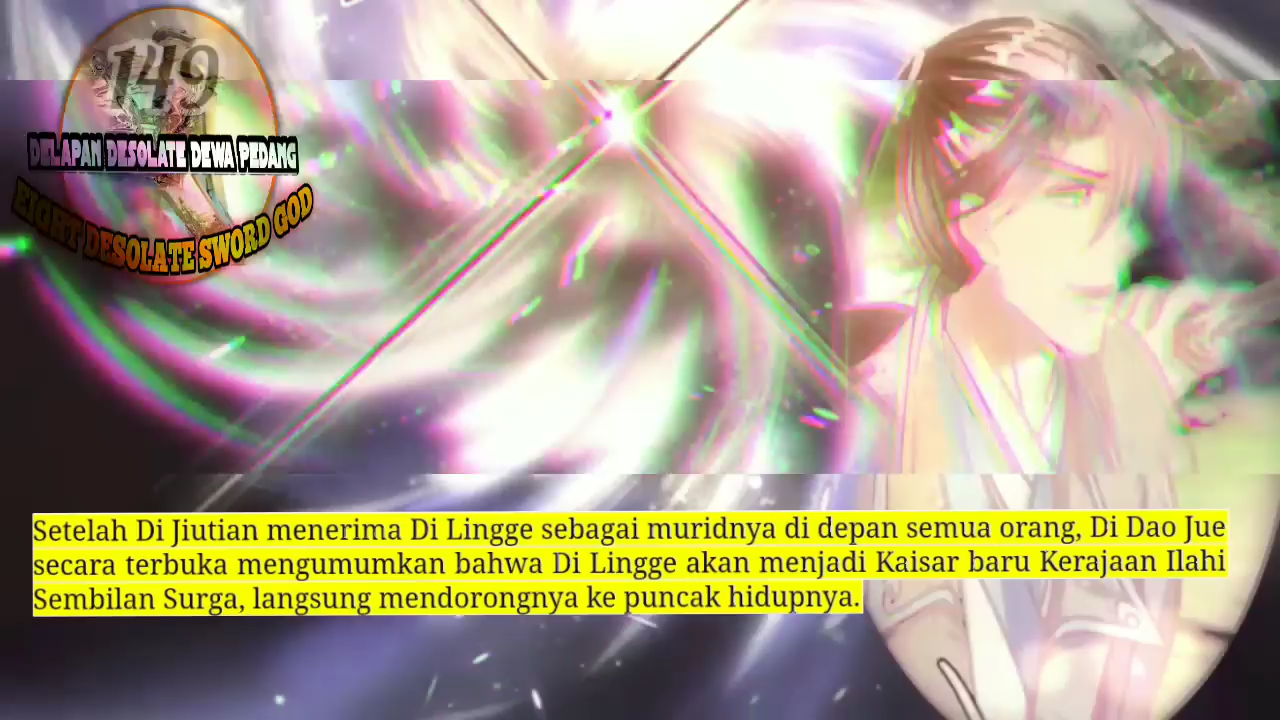 149
DELAPAN DESOLATE DEWA PEDANG
EIGHT DESOLATE SWORD GOD
Setelah Di Jiutian menerima Di Lingge sebagai muridnya di depan semua orang, Di Dao Jue
secara terbuka mengumumkan bahwa Di Lingge akan menjadi Kaisar baru Kerajaan Ilahi
Sembilan Surga, langsung mendorongnya ke puncak hidupnya.